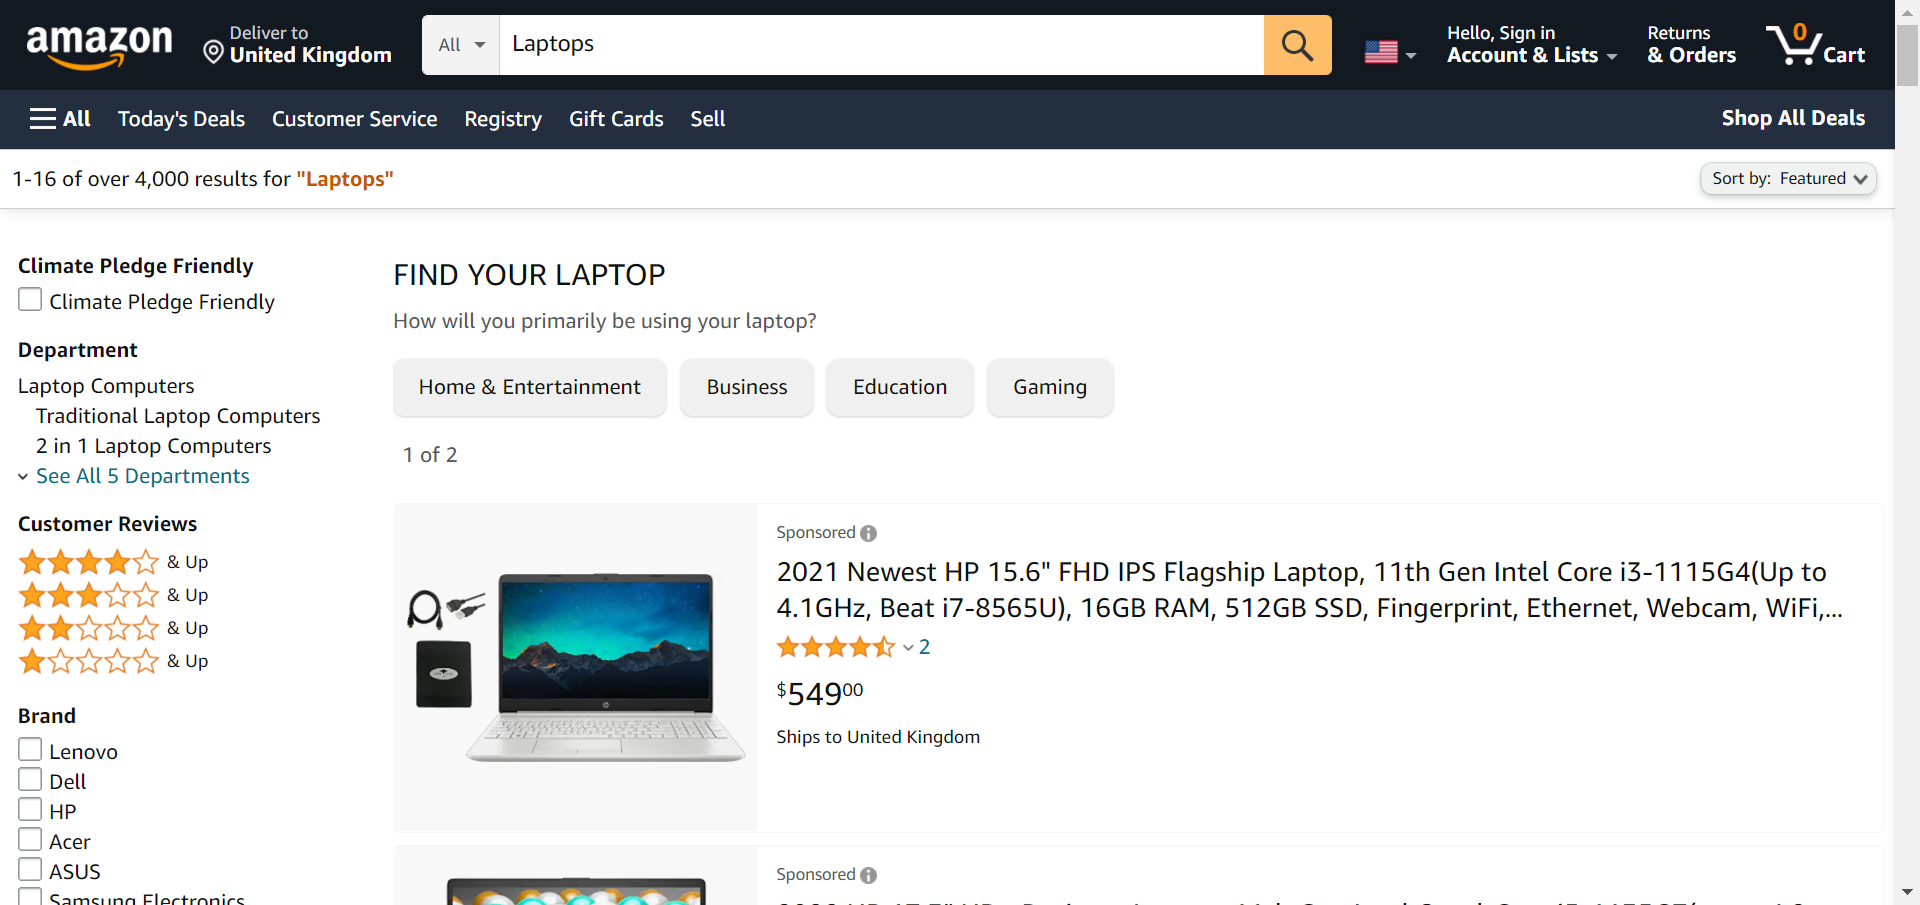 amazon
Deliver to
United Kingdom
All
Laptops
Hello, Sign in
Account & Lists
Returns
& Orders
0
Cart
All
Today's Deals
Customer Service
Registry
Gift Cards
Sell
Shop All Deals
1-16 of over 4,000 results for "Laptops"
Sort by: Featured
Climate Pledge Friendly
Climate Pledge Friendly
Department
Laptop Computers
Traditional Laptop Computers
2 in 1 Laptop Computers
See All 5 Departments
Customer Reviews
& Up
& Up
& Up
& Up
Brand
Lenovo
Dell
HP
Acer
ASUS
Samsung Electronics
FIND YOUR LAPTOP
How will you primarily be using your laptop?
Home & Entertainment
Business
Education
Gaming
1 of 2
Sponsored
2021 Newest HP 15.6" FHD IPS Flagship Laptop, 11th Gen Intel Core i3-1115G4(Up to
4.1GHz, Beat i7-8565U), 16GB RAM, 512GB SSD, Fingerprint, Ethernet, Webcam, WiFi,...
2
$54900
Ships to United Kingdom
Sponsored